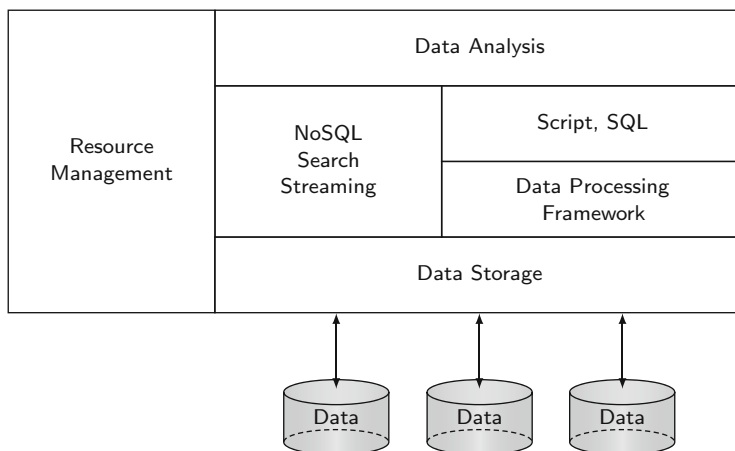 Data Analysis
Resource
Management
NoSQL
Search
Streaming
Script, SQL
Data Processing
Framework
Data Storage
Data
Data
Data